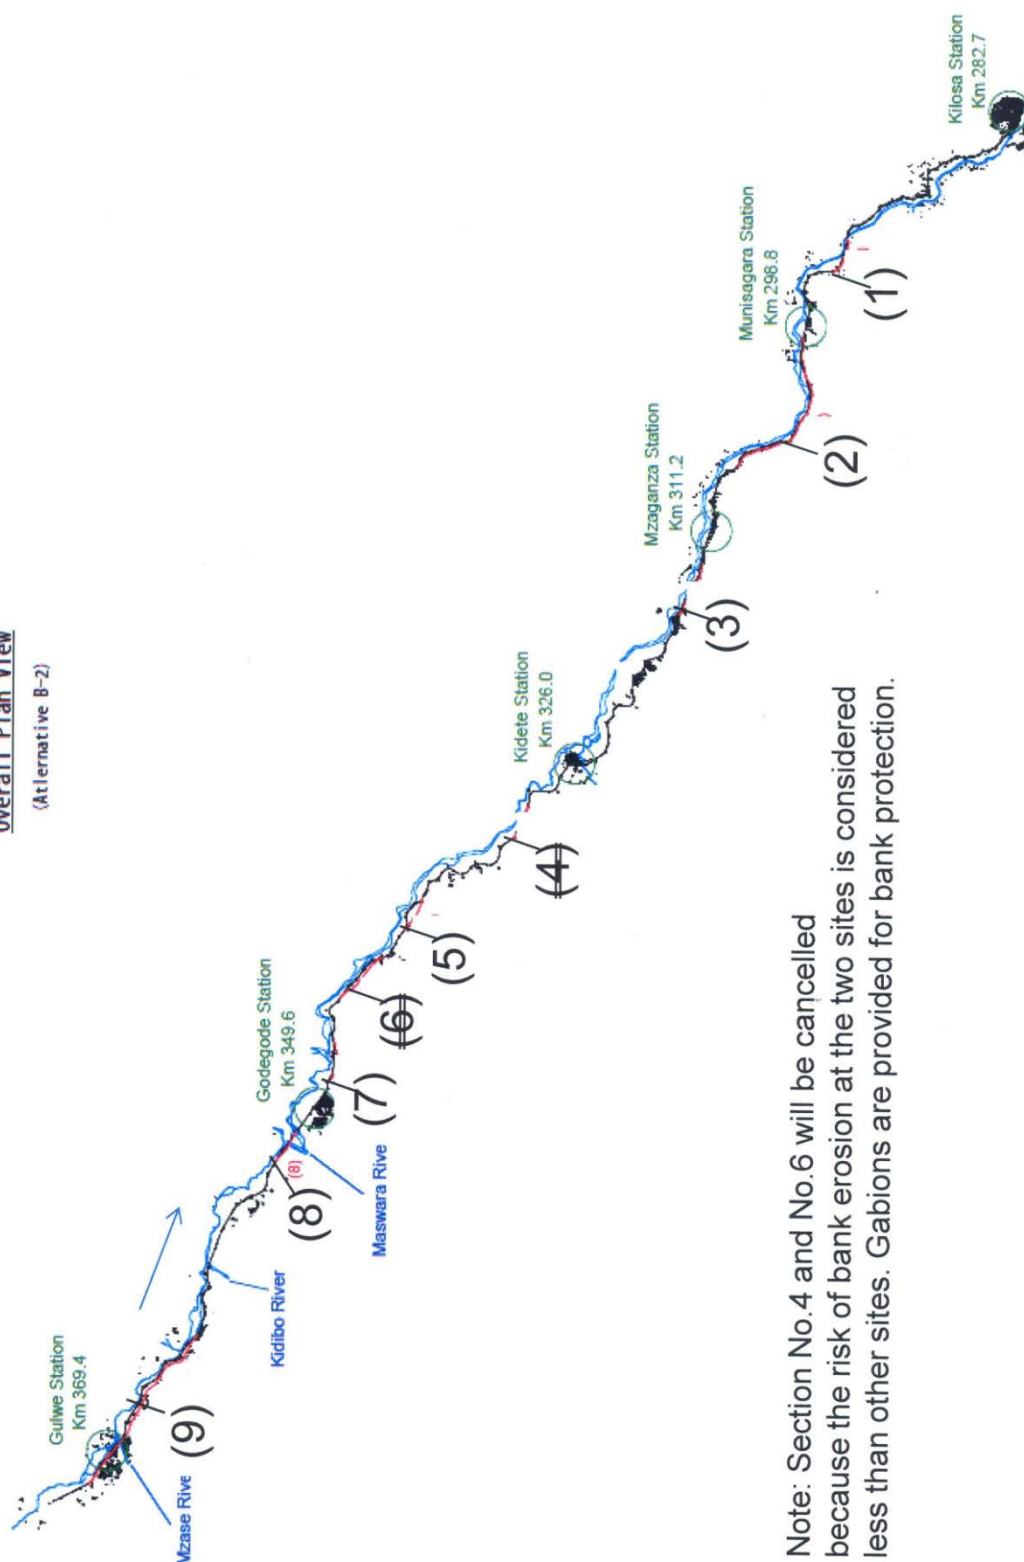 Overall Plan View
(Atlernative B-2)
Gulwe Station
Km 369.4
Mzase Rive
(9)
Kidibo River
(8)
(8)
Maswara Rive
Godegode Station
Km 349.6
(7)
(6)
(5)
(4)
Kidete Station
Km 326.0
(3)
Mzaganza Station
Km 311.2
(2)
Munisagara Station
Km 298.8
(1)
Kilosa Station
Km 282.7
Note: Section No.4 and No.6 will be cancelled
because the risk of bank erosion at the two sites is considered
less than other sites. Gabions are provided for bank protection.